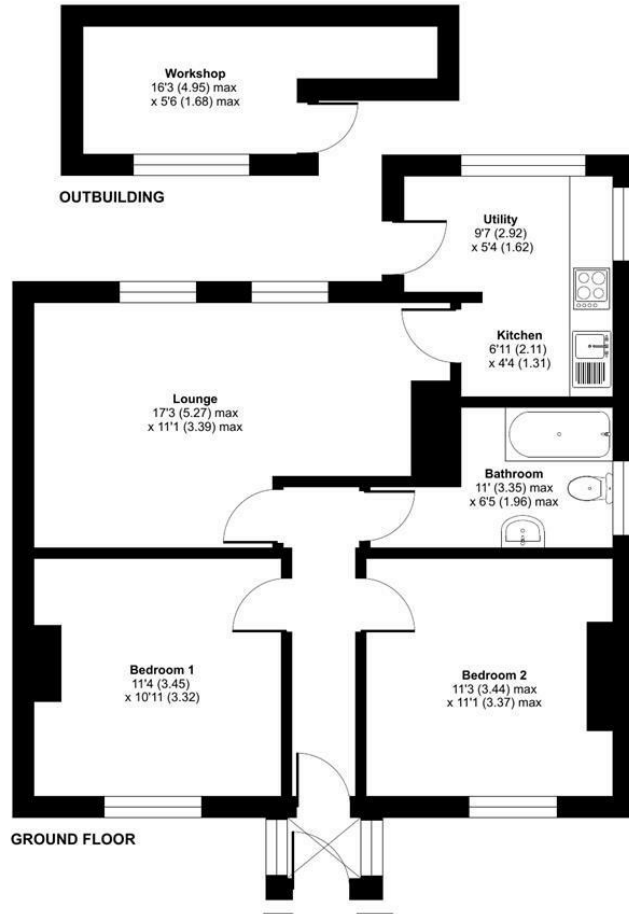 Workshop
16'3 (4.95) max
x 5'6 (1.68) max
OUTBUILDING
Utility
9'7 (2.92)
x 5'4 (1.62)
Kitchen
6'11 (2.11)
x 4'4 (1.31)
Lounge
17'3 (5.27) max
x 11'1 (3.39) max
Bathroom
11' (3.35) max
x 6'5 (1.96) max
Bedroom 1
11'4 (3.45)
x 10'11 (3.32)
Bedroom 2
11'3 (3.44) max
x 11'1 (3.37) max
GROUND FLOOR